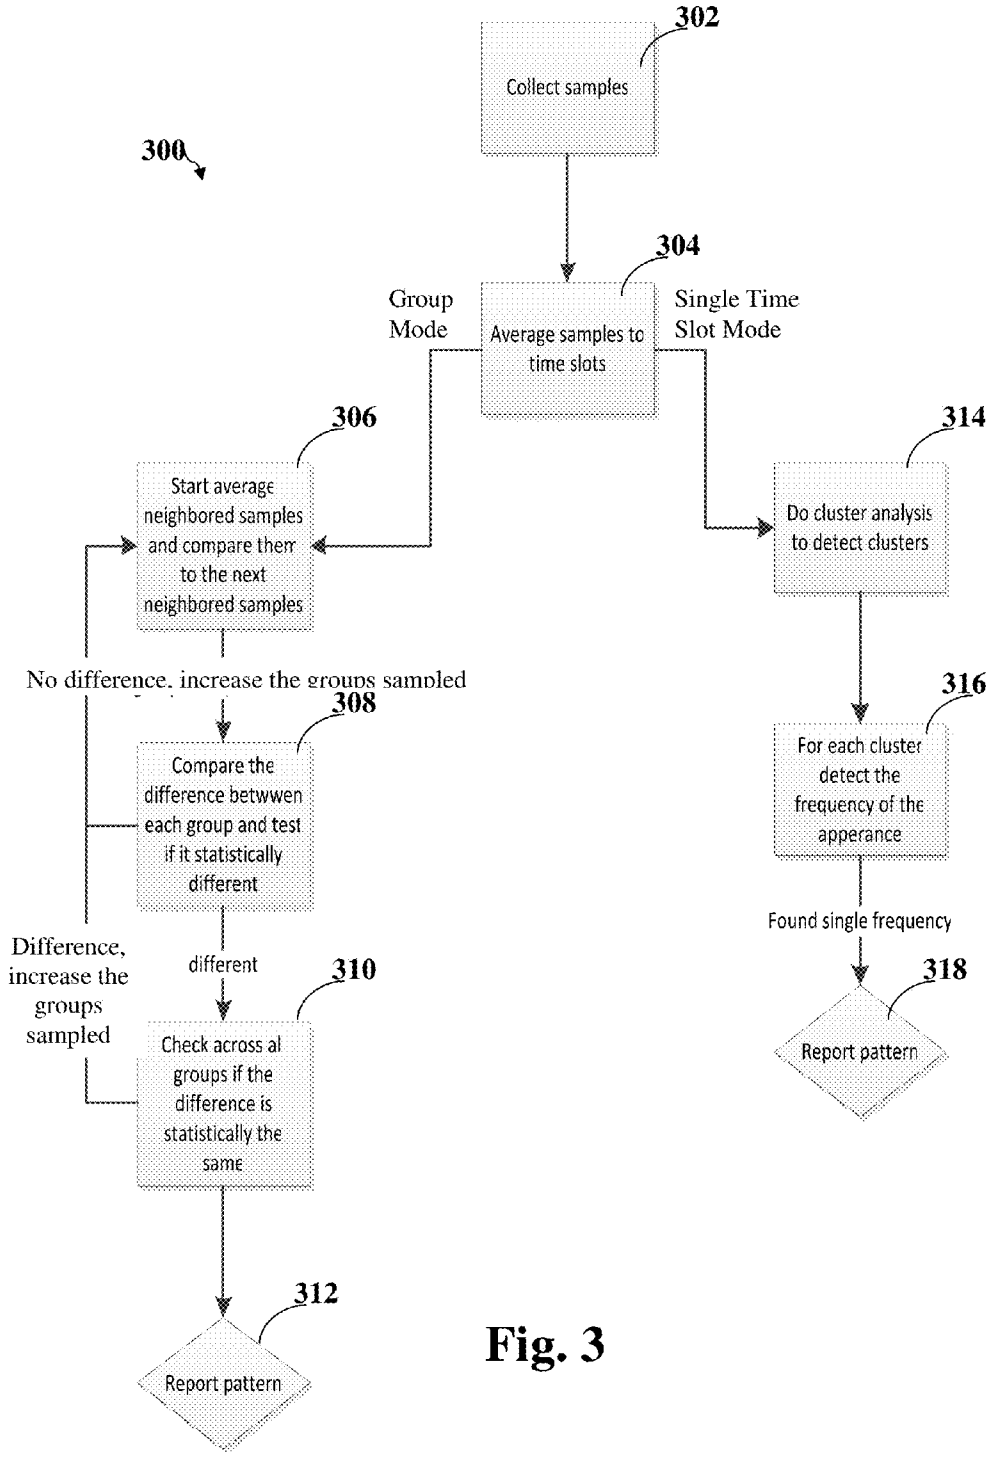 302
Collect samples
300
304
Group
Mode
Single Time
Slot Mode
Average samples to
time slots
306
Start average
neighbored samples
and compare them
to the next
neighbored samples
314
Do cluster analysis
to detect clusters
No difference, increase the groups sampled
308
Compare the
difference betwwen
each group and test
if it statistically
different
316
For each cluster
detect the
frequency of the
apperance
Found single frequency
Difference,
increase the
groups
sampled
different
310
Check across al
groups if the
difference is
statistically the
same
318
Report pattern
312
Report pattern
Fig. 3